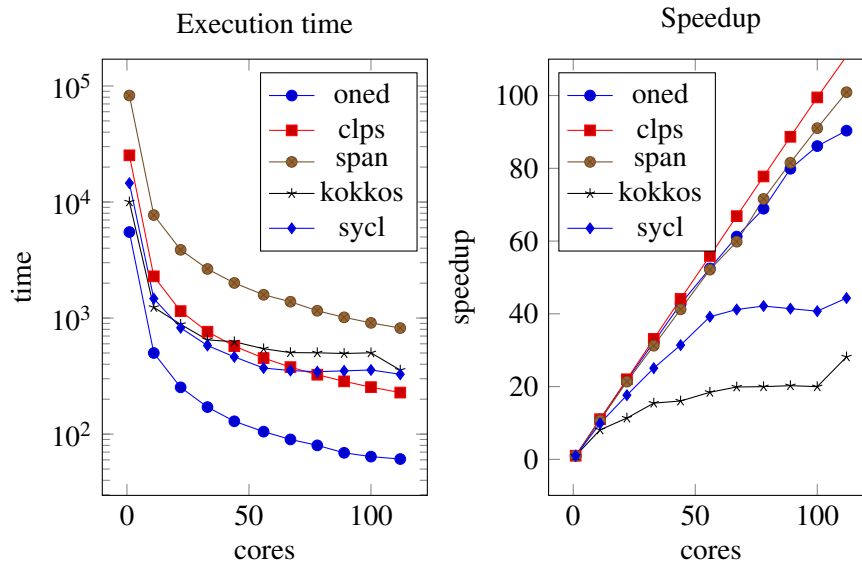 Execution time
10^5
10^4
10^3
10^2
time
0
50
100
cores
oned
clps
span
kokkos
sycl
Speedup
100
80
60
40
20
0
speedup
0
50
100
cores
oned
clps
span
kokkos
sycl